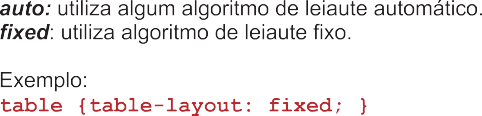 auto: utiliza algum algoritmo de leiaute automático.
fixed: utiliza algoritmo de leiaute fixo.
Exemplo:
table {table-layout: fixed; }